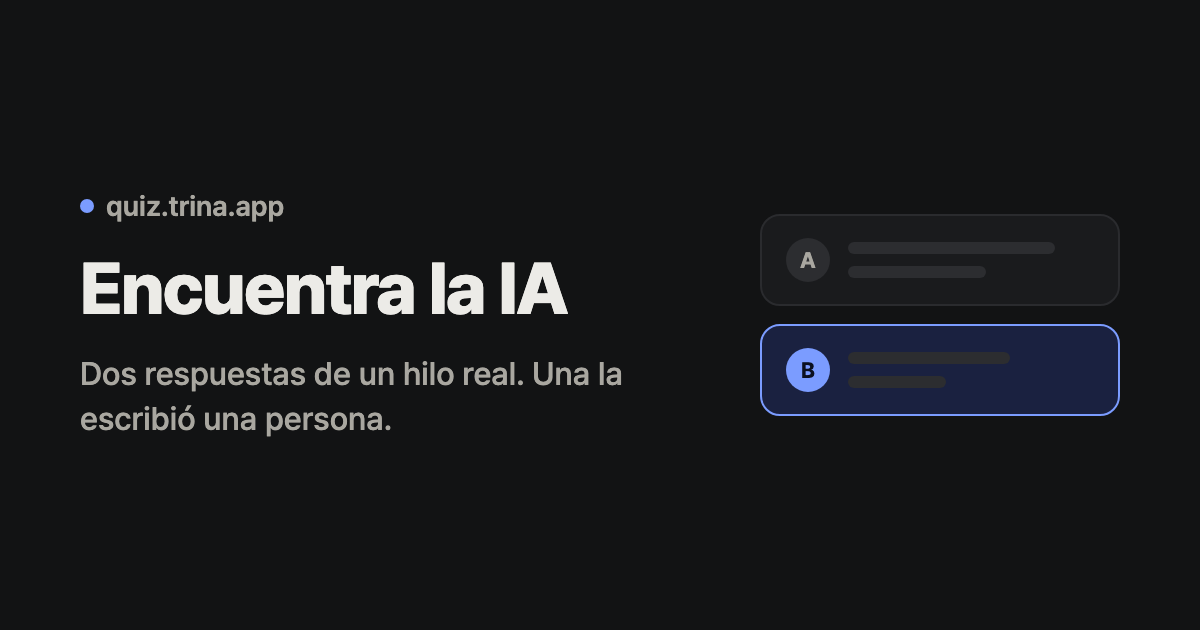 quiz.trina.app
Encuentra la IA
Dos respuestas de un hilo real. Una la
escribió una persona.
A
B